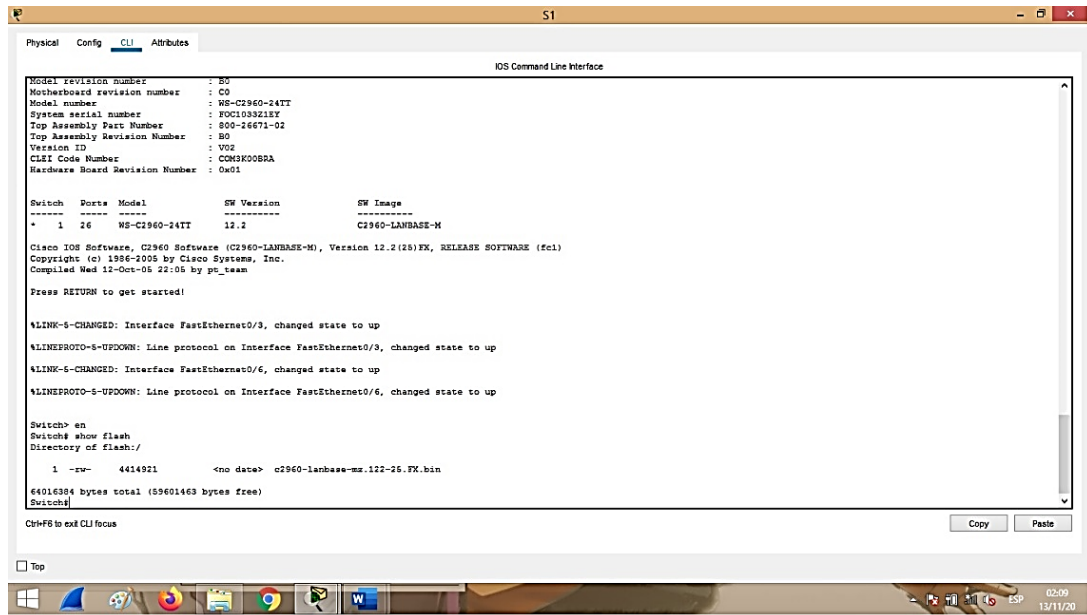 S1
Physical Config CLI Attributes
IOS Command Line Interface
Model revision number : B0
Motherboard revision number : C0
Model number : WS-C2960-24TT
System serial number : FOC1033Z1EY
Top Assembly Part Number : 800-26671-02
Top Assembly Revision Number : B0
Version ID : V02
CLEI Code Number : COM3K00BRA
Hardware Board Revision Number : 0x01
Switch Ports Model SW Version SW Image
------ ----- ----- ---------- ----------
* 1 26 WS-C2960-24TT 12.2 C2960-LANBASE-M
Cisco IOS Software, C2960 Software (C2960-LANBASE-M), Version 12.2(25)FX, RELEASE SOFTWARE (fc1)
Copyright (c) 1986-2005 by Cisco Systems, Inc.
Compiled Wed 12-Oct-05 22:05 by pt_team
Press RETURN to get started!
%LINK-5-CHANGED: Interface FastEthernet0/3, changed state to up
%LINEPROTO-5-UPDOWN: Line protocol on Interface FastEthernet0/3, changed state to up
%LINK-5-CHANGED: Interface FastEthernet0/6, changed state to up
%LINEPROTO-5-UPDOWN: Line protocol on Interface FastEthernet0/6, changed state to up
Switch> en
Switch# show flash
Directory of flash:/
1 -rw- 4414921 <no date> c2960-lanbase-mz.122-25.FX.bin
64016384 bytes total (59601463 bytes free)
Switch#
Ctrl+F6 to exit CLI focus
Copy Paste
Top
W
ESP
02:09
13/11/20